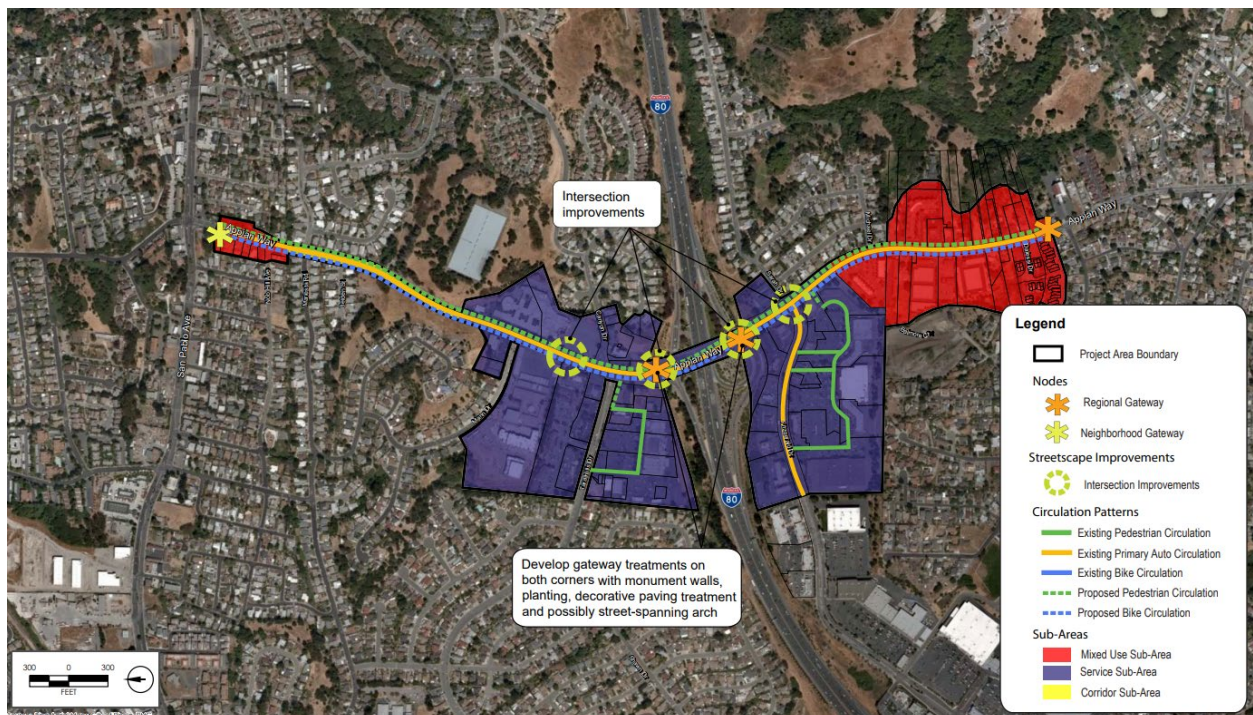 80
Intersection
improvements
Appian Way
Appian Way
San Pablo Ave
Appian Way
80
Develop gateway treatments on
both corners with monument walls,
planting, decorative paving treatment
and possibly street-spanning arch
Legend
Project Area Boundary
Nodes
Regional Gateway
Neighborhood Gateway
Streetscape Improvements
Intersection Improvements
Circulation Patterns
Existing Pedestrian Circulation
Existing Primary Auto Circulation
Existing Bike Circulation
Proposed Pedestrian Circulation
Proposed Bike Circulation
Sub-Areas
Mixed Use Sub-Area
Service Sub-Area
Corridor Sub-Area
300 0 300
FEET